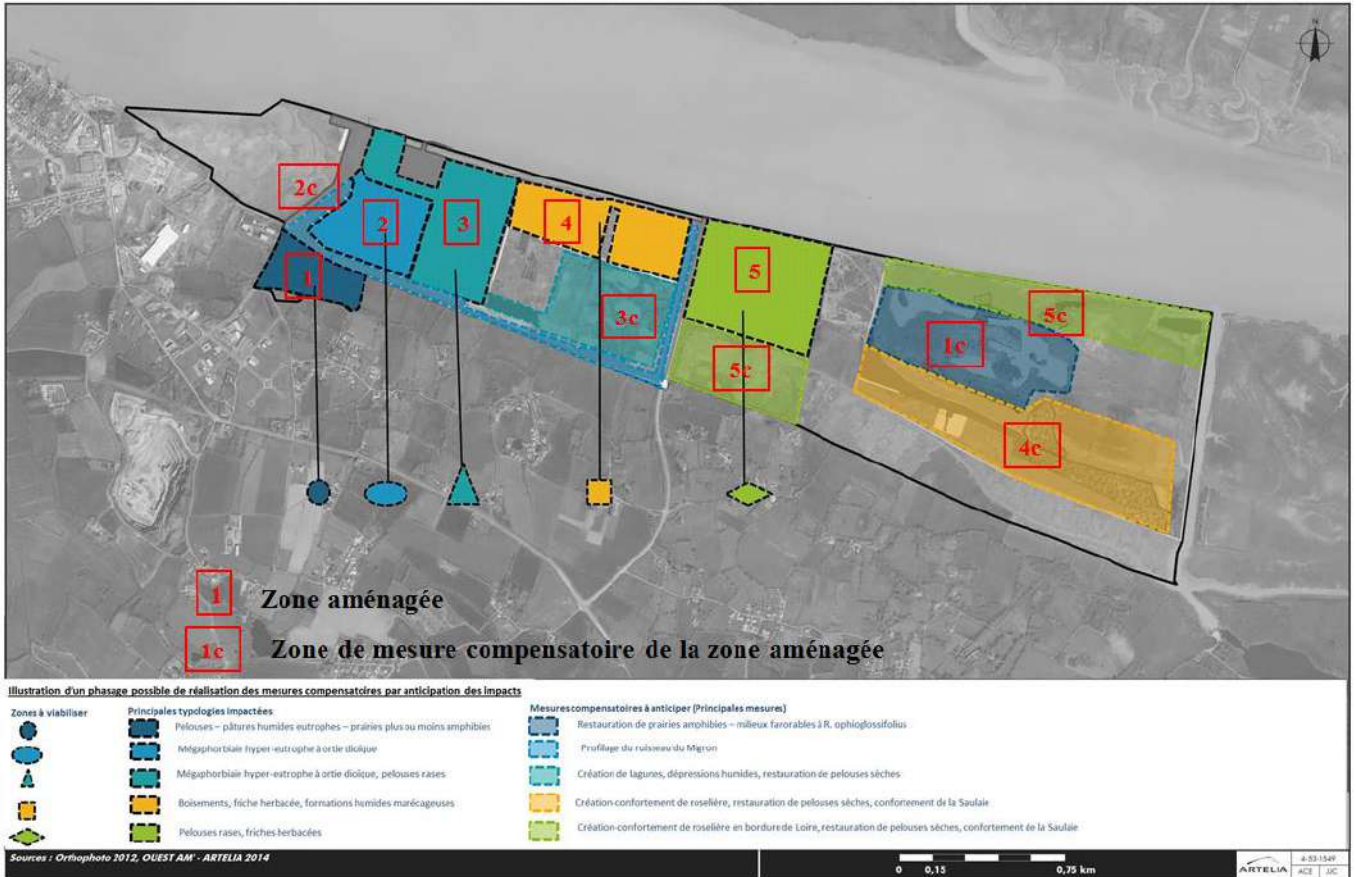 N
2c
2
3
4
1
3c
5
5c
1c
5c
4c
1 Zone aménagée
1c Zone de mesure compensatoire de la zone aménagée
Illustration d'un phasage possible de réalisation des mesures compensatoires par anticipation des impacts
Zones à viabiliser
Principales typologies impactées
Pelouses – pâtures humides eutrophes – prairies plus ou moins amphibies
Mégaphorbiaie hyper-eutrophe à ortie dioïque
Mégaphorbiaie hyper-eutrophe à ortie dioïque, pelouses rases
Boisements, friche herbacée, formations humides marécageuses
Pelouses rases, friches herbacées
Mesures compensatoires à anticiper (Principales mesures)
Restauration de prairies amphibies – milieux favorables à R. ophioglossifolius
Profilage du ruisseau du Migron
Création de lagunes, dépressions humides, restauration de pelouses sèches
Création-confortement de roselière, restauration de pelouses sèches, confortement de la Saulaie
Création-confortement de roselière en bordure de Loire, restauration de pelouses sèches, confortement de la Saulaie
Sources : Orthophoto 2012, OUEST AM' - ARTELIA 2014
0 0,15 0,75 km
ARTELIA
4-53-1549
ACE JJC